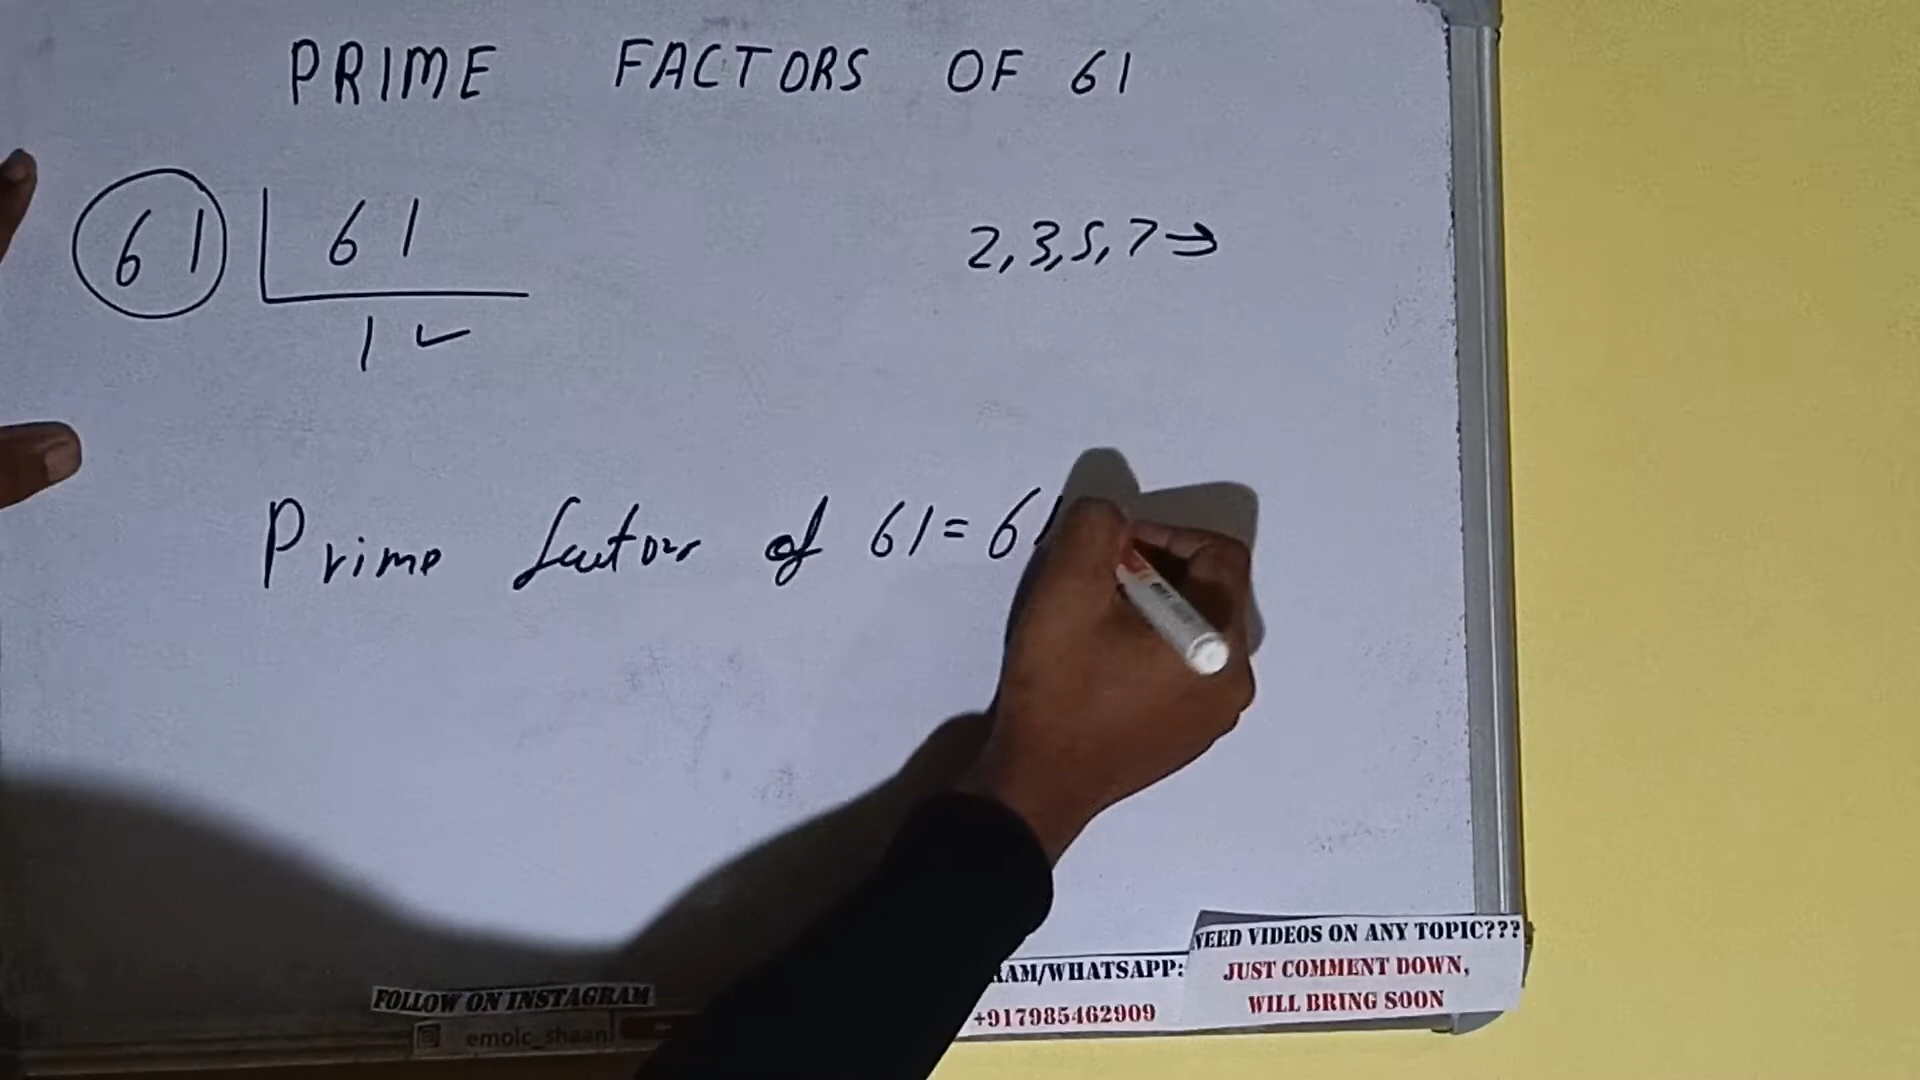 PRIME FACTORS OF 61
61 61
2,3,5,7→
1 ✓
Prime factors of 61 = 61
FOLLOW ON INSTAGRAM
emoic_shaan
RAM/WHATSAPP:
+917985462909
NEED VIDEOS ON ANY TOPIC???
JUST COMMENT DOWN,
WILL BRING SOON